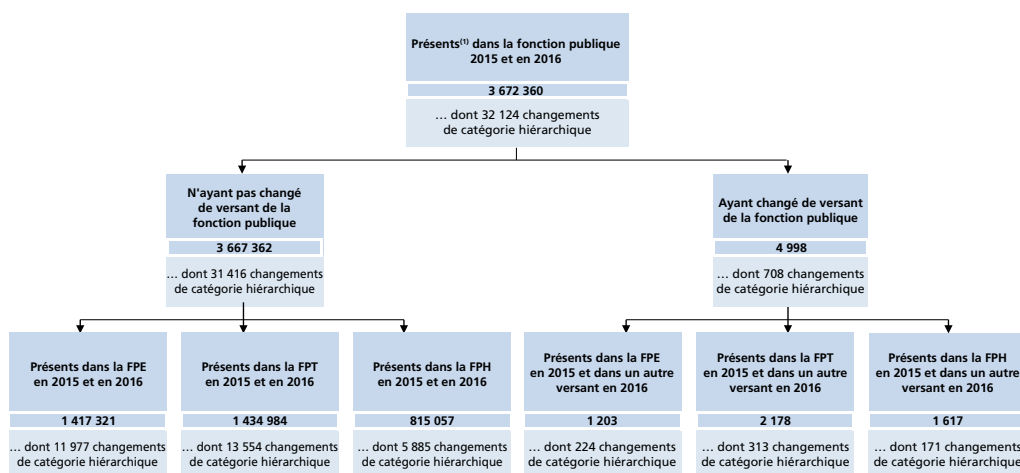 Présents(1) dans la fonction publique
2015 et en 2016
3 672 360
… dont 32 124 changements
de catégorie hiérarchique
N'ayant pas changé
de versant de la
fonction publique
3 667 362
… dont 31 416 changements
de catégorie hiérarchique
Ayant changé de versant
de la fonction publique
4 998
… dont 708 changements
de catégorie hiérarchique
Présents dans la FPE
en 2015 et en 2016
1 417 321
… dont 11 977 changements
de catégorie hiérarchique
Présents dans la FPT
en 2015 et en 2016
1 434 984
… dont 13 554 changements
de catégorie hiérarchique
Présents dans la FPH
en 2015 et en 2016
815 057
… dont 5 885 changements
de catégorie hiérarchique
Présents dans la FPE
en 2015 et dans un autre
versant en 2016
1 203
… dont 224 changements
de catégorie hiérarchique
Présents dans la FPT
en 2015 et dans un autre
versant en 2016
2 178
… dont 313 changements
de catégorie hiérarchique
Présents dans la FPH
en 2015 et dans un autre
versant en 2016
1 617
… dont 171 changements
de catégorie hiérarchique